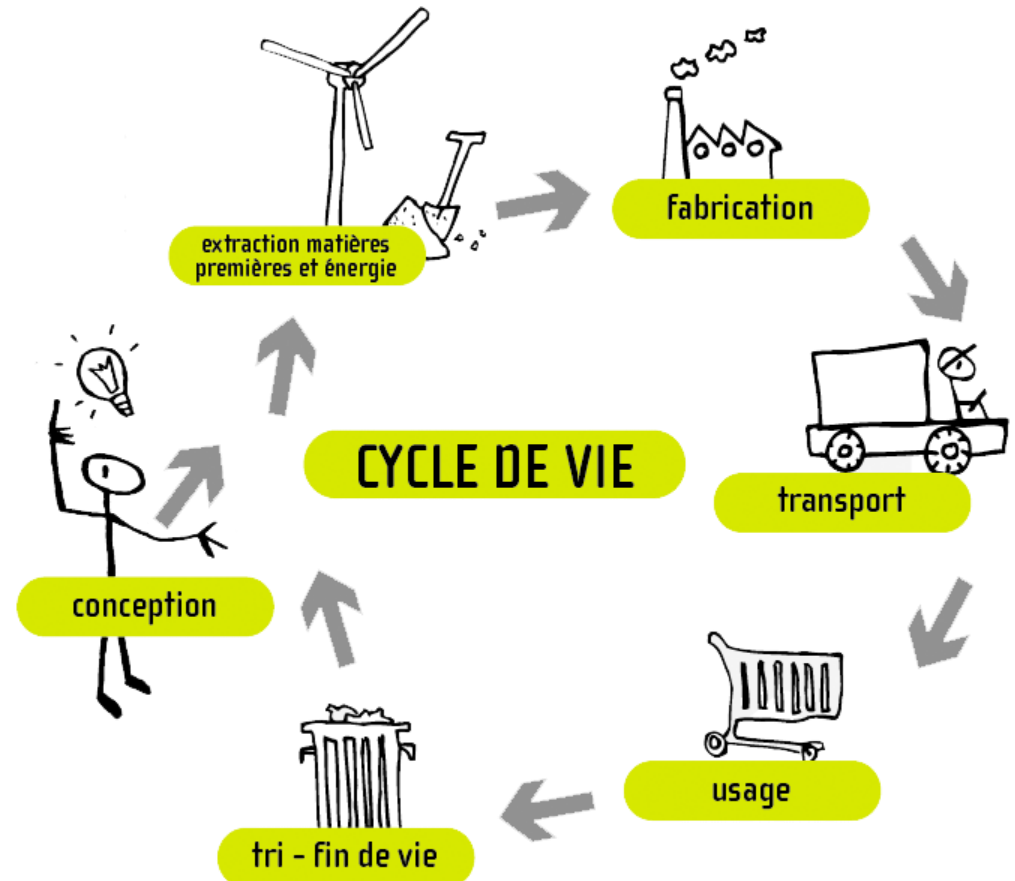 extraction matières
premières et énergie
fabrication
CYCLE DE VIE
transport
conception
usage
tri - fin de vie